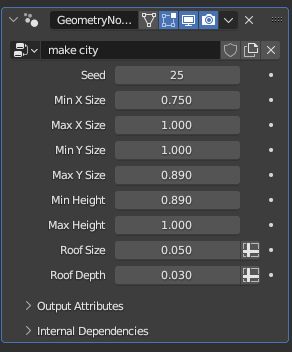 GeometryNo...
make city
Seed 25
Min X Size 0.750
Max X Size 1.000
Min Y Size 1.000
Max Y Size 0.890
Min Height 0.890
Max Height 1.000
Roof Size 0.050
Roof Depth 0.030
Output Attributes
Internal Dependencies